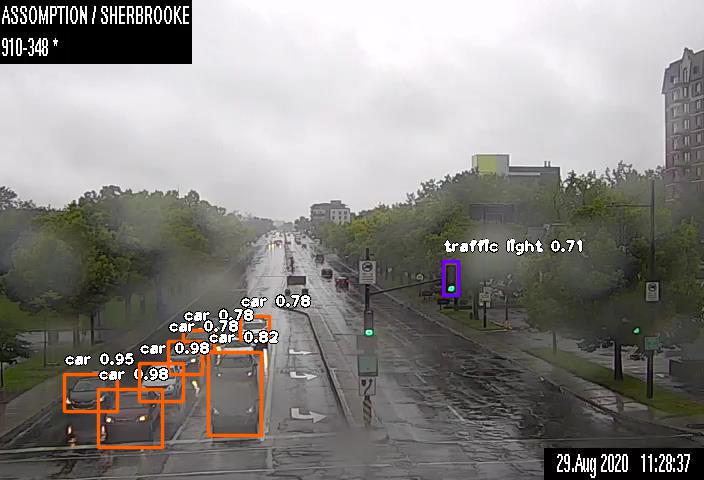 ASSOMPTION / SHERBROOKE
910-348 *
traffic light 0.71
car 0.78
car 0.78
car 0.78
car 0.82
car 0.98
car 0.95
car 0.98
29.Aug 2020 11:28:37